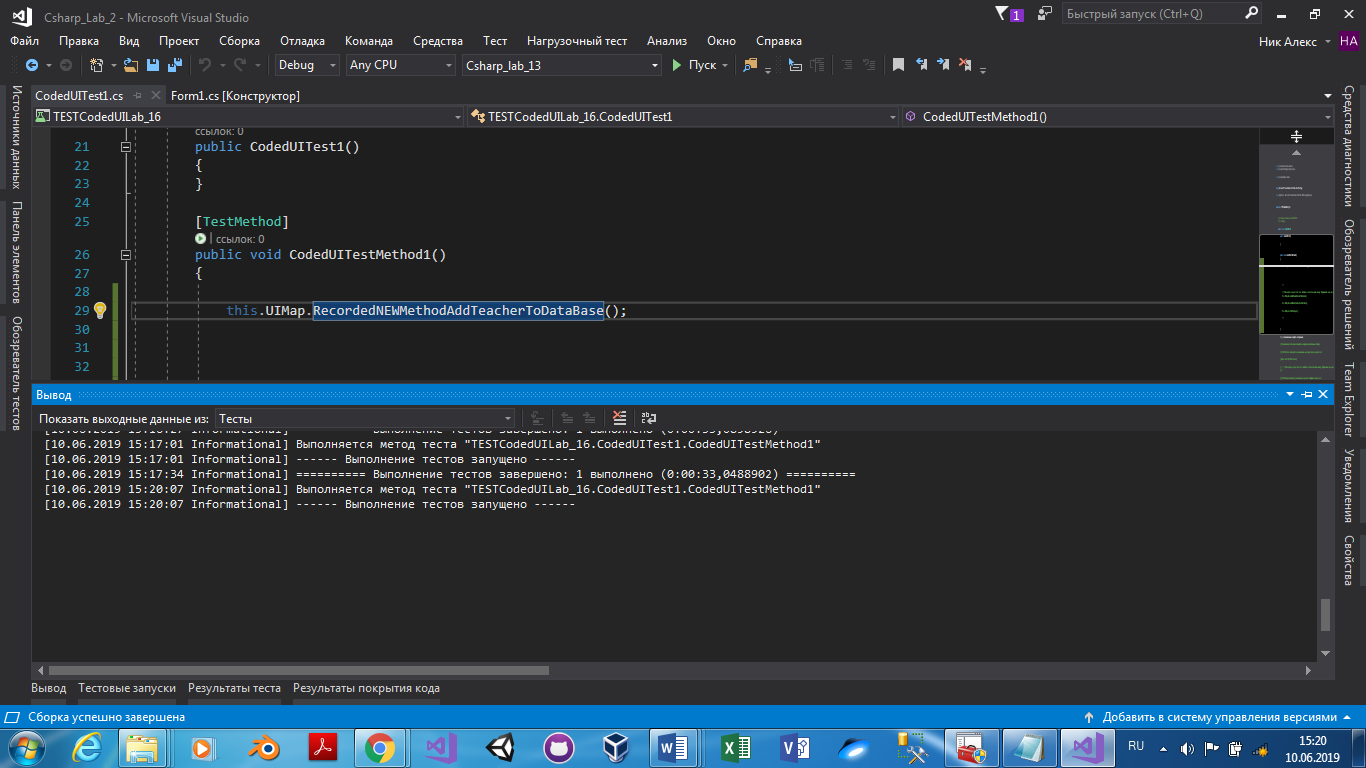 Csharp_Lab_2 - Microsoft Visual Studio
1
Быстрый запуск (Ctrl+Q)
Файл Правка Вид Проект Сборка Отладка Команда Средства Тест Нагрузочный тест Анализ Окно Справка
Ник Алекс НА
Debug Any CPU Csharp_lab_13 Пуск
CodedUITest1.cs Form1.cs [Конструктор]
TESTCodedUILab_16 TESTCodedUILab_16.CodedUITest1 CodedUITestMethod1()
Источники данных
Панель элементов
Обозреватель тестов
ссылок: 0
21 public CodedUITest1()
22 {
23 }
24
25 [TestMethod]
ссылок: 0
26 public void CodedUITestMethod1()
27 {
28
29 this.UIMap.RecordedNEWMethodAddTeacherToDataBase();
30
31
32
Средства диагностики
Обозреватель решений
Team Explorer
Уведомления
Свойства
Вывод
Показать выходные данные из: Тесты
[10.06.2019 15:17:01 Informational] Выполняется метод теста "TESTCodedUILab_16.CodedUITest1.CodedUITestMethod1"
[10.06.2019 15:17:01 Informational] ------ Выполнение тестов запущено ------
[10.06.2019 15:17:34 Informational] ========== Выполнение тестов завершено: 1 выполнено (0:00:33,0488902) ==========
[10.06.2019 15:20:07 Informational] Выполняется метод теста "TESTCodedUILab_16.CodedUITest1.CodedUITestMethod1"
[10.06.2019 15:20:07 Informational] ------ Выполнение тестов запущено ------
Вывод Тестовые запуски Результаты теста Результаты покрытия кода
Сборка успешно завершена
Добавить в систему управления версиями
RU
15:20
10.06.2019